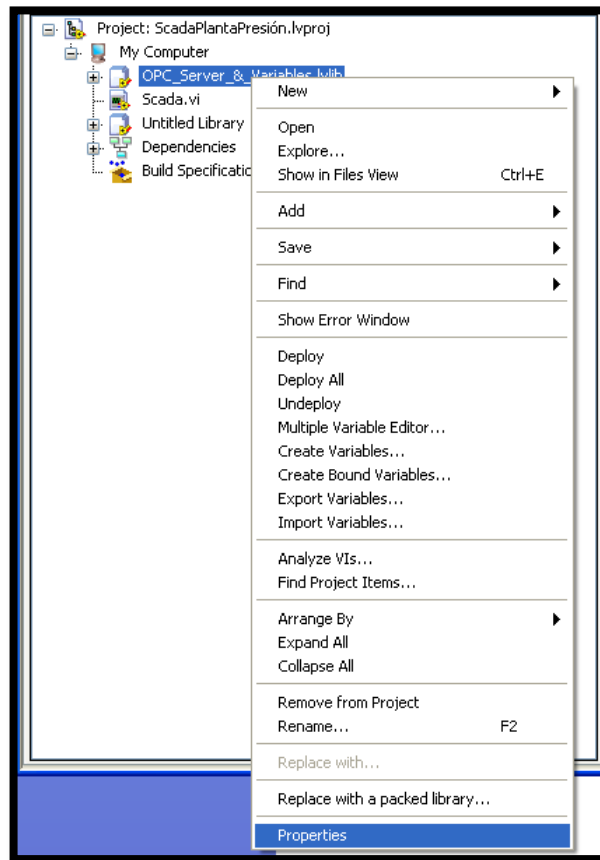 Project: ScadaPlantaPresión.lvproj
My Computer
OPC_Server_&_Variables.lvlib
Scada.vi
Untitled Library
Dependencies
Build Specificatio
New
Open
Explore...
Show in Files View Ctrl+E
Add
Save
Find
Show Error Window
Deploy
Deploy All
Undeploy
Multiple Variable Editor...
Create Variables...
Create Bound Variables...
Export Variables...
Import Variables...
Analyze VIs...
Find Project Items...
Arrange By
Expand All
Collapse All
Remove from Project
Rename... F2
Replace with...
Replace with a packed library...
Properties